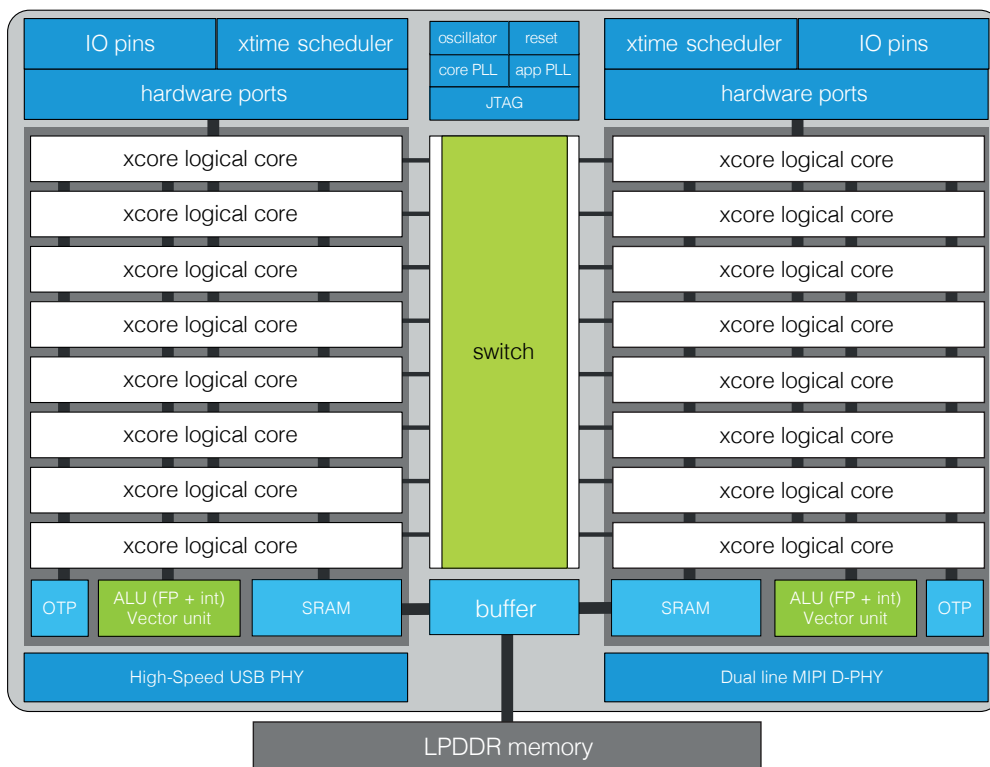 IO pins
xtime scheduler
hardware ports
oscillator
reset
core PLL
app PLL
JTAG
xtime scheduler
IO pins
hardware ports
xcore logical core
xcore logical core
xcore logical core
xcore logical core
xcore logical core
xcore logical core
xcore logical core
xcore logical core
switch
xcore logical core
xcore logical core
xcore logical core
xcore logical core
xcore logical core
xcore logical core
xcore logical core
xcore logical core
OTP
ALU (FP + int)
Vector unit
SRAM
buffer
SRAM
ALU (FP + int)
Vector unit
OTP
High-Speed USB PHY
Dual line MIPI D-PHY
LPDDR memory